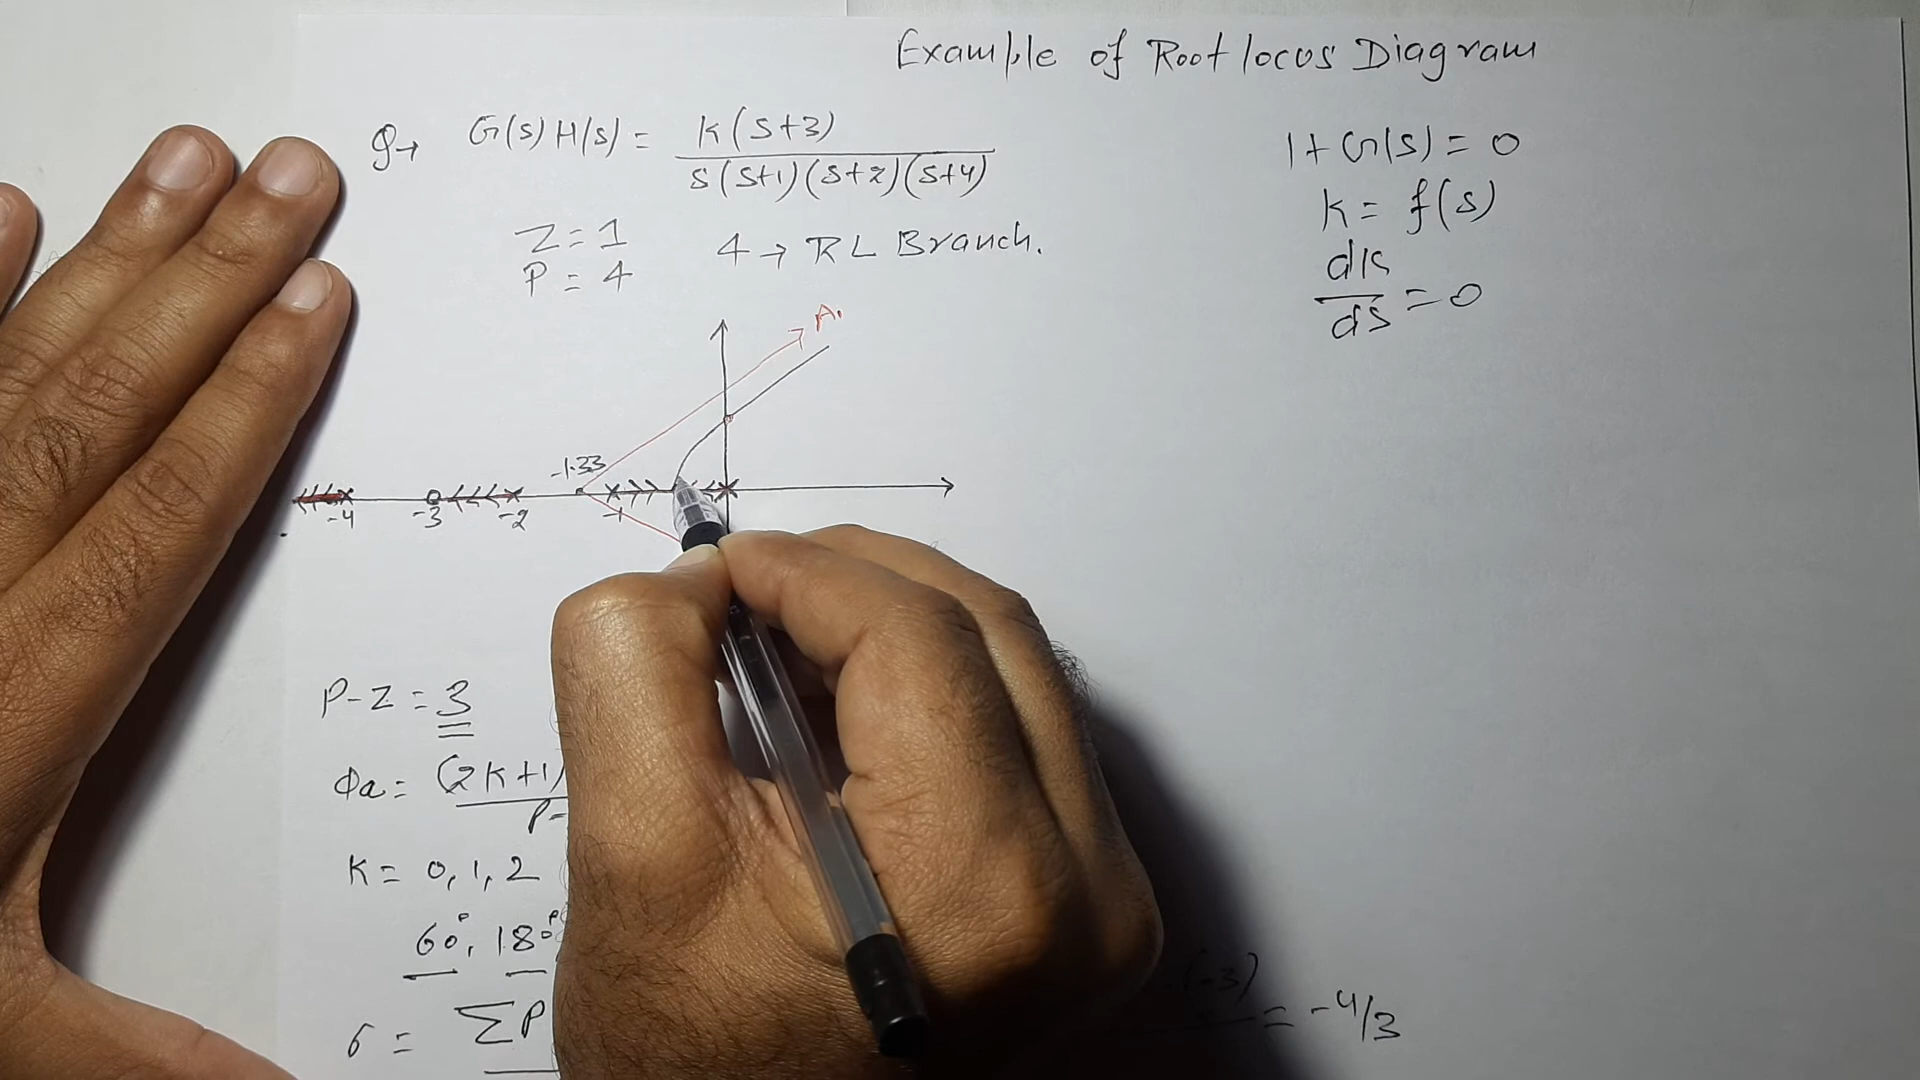 Example of Root locus Diagram
Q→ G(s)H(s) = K(s+3)
s(s+1)(s+2)(s+4)
1+G(s)=0
K= f(s)
dk
ds =0
Z=1
P=4
4 → RL Branch.
A.
-1.33
-4 -3 -2 -1
P-Z = 3
Φa = (2K+1)
P-
K= 0, 1, 2
60°, 180°
σ = ΣP
(-3) = -4/3